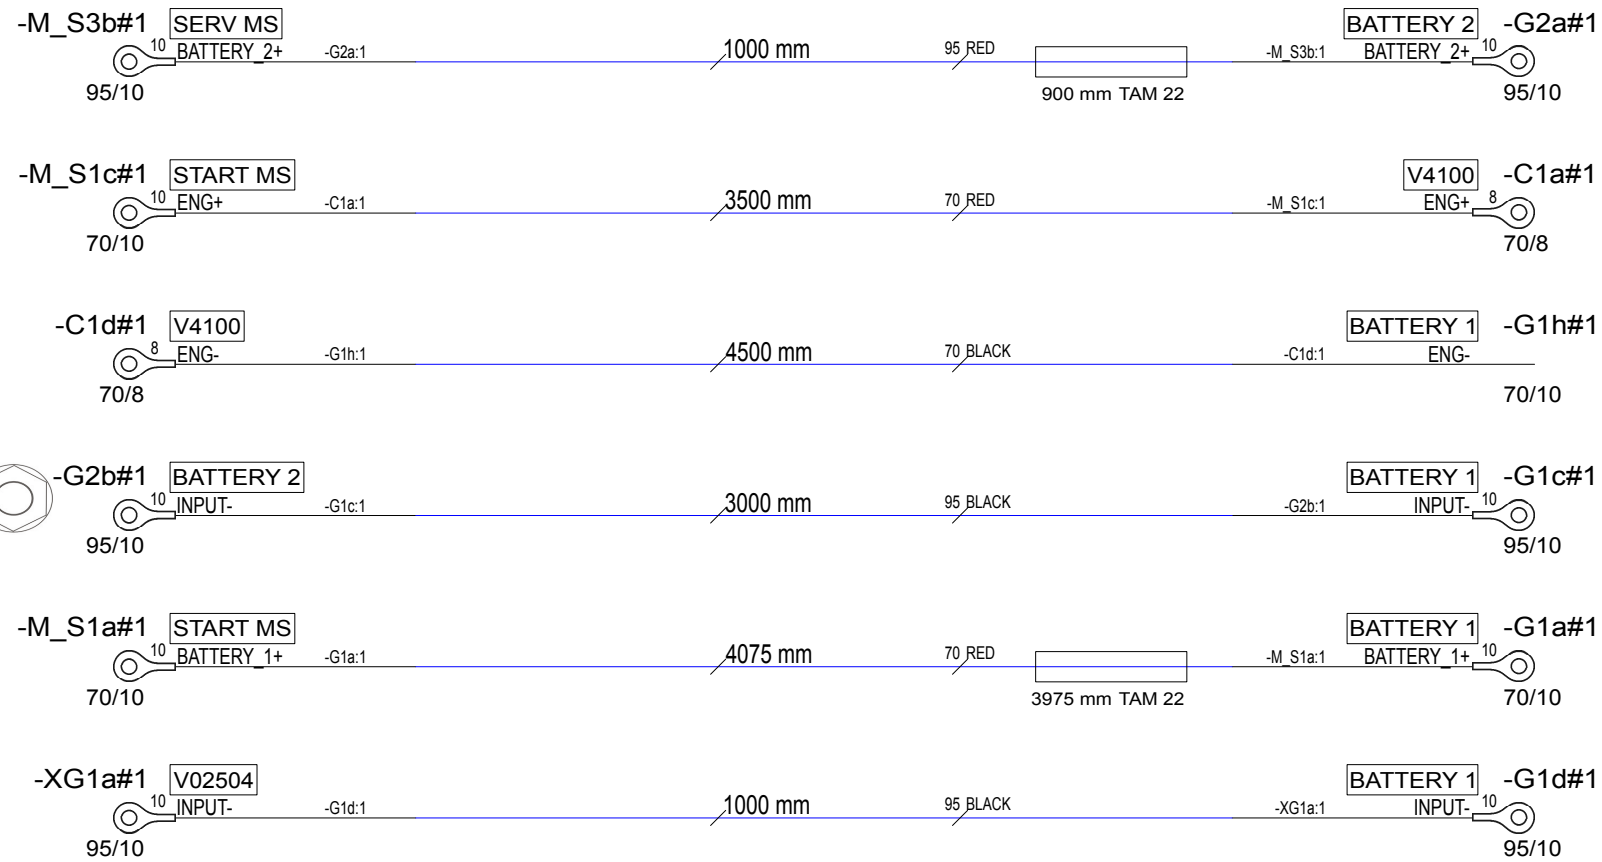 -M_S3b#1 SERV MS BATTERY 2 -G2a#1
10 BATTERY_2+ -G2a:1 1000 mm 95 RED -M_S3b:1 BATTERY_2+ 10
95/10 900 mm TAM 22 95/10
-M_S1c#1 START MS V4100 -C1a#1
10 ENG+ -C1a:1 3500 mm 70 RED -M_S1c:1 ENG+ 8
70/10 70/8
-C1d#1 V4100 BATTERY 1 -G1h#1
8 ENG- -G1h:1 4500 mm 70 BLACK -C1d:1 ENG-
70/8 70/10
-G2b#1 BATTERY 2 BATTERY 1 -G1c#1
10 INPUT- -G1c:1 3000 mm 95 BLACK -G2b:1 INPUT- 10
95/10 95/10
-M_S1a#1 START MS BATTERY 1 -G1a#1
10 BATTERY_1+ -G1a:1 4075 mm 70 RED -M_S1a:1 BATTERY_1+ 10
70/10 3975 mm TAM 22 70/10
-XG1a#1 V02504 BATTERY 1 -G1d#1
10 INPUT- -G1d:1 1000 mm 95 BLACK -XG1a:1 INPUT- 10
95/10 95/10